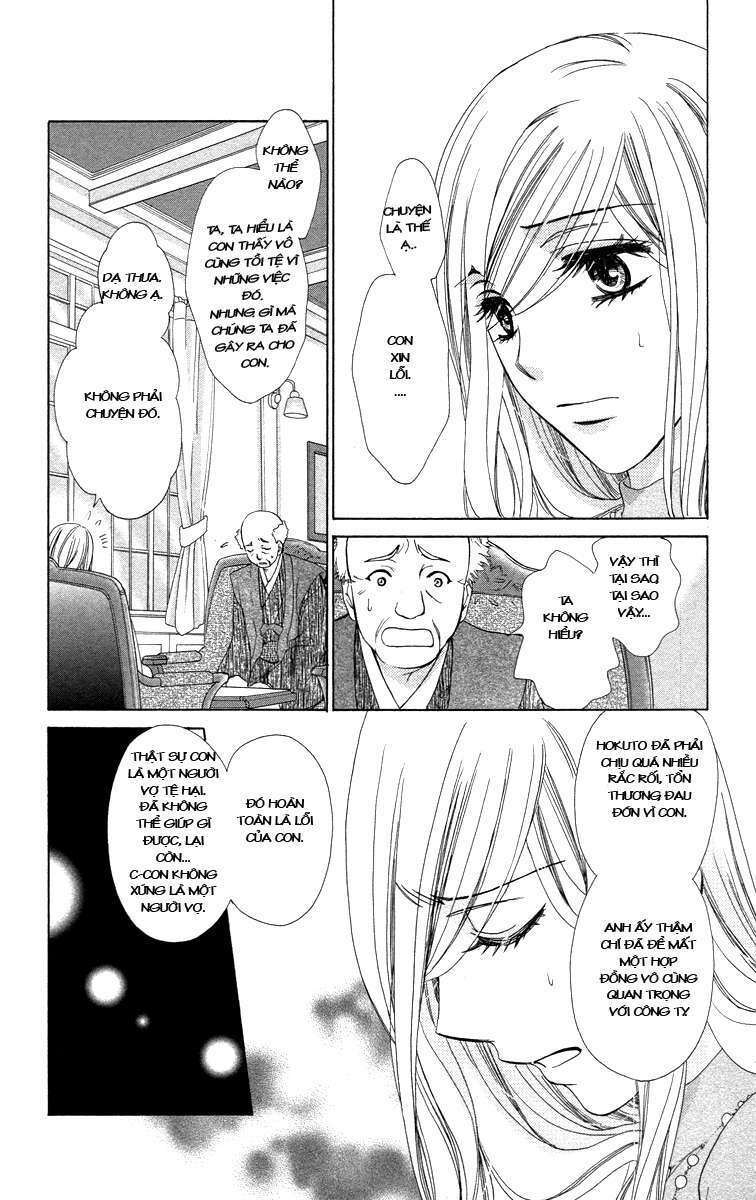 CHUYỆN
LÀ THẾ
Ạ..
CON
XIN
LỖI.
....
KHÔNG
THỂ
NÀO?
TA, TA HIỂU LÀ
CON THẤY VÔ
CÙNG TỒI TỆ VÌ
NHỮNG VIỆC
ĐÓ.
NHƯNG GÌ MÀ
CHÚNG TA ĐÃ
GÂY RA CHO
CON.
DẠ THƯA.
KHÔNG Ạ.
KHÔNG PHẢI
CHUYỆN ĐÓ.
VẬY THÌ
TẠI SAO,
TẠI SAO
VẬY...
TA
KHÔNG
HIỂU?
HOKUTO ĐÃ PHẢI
CHỊU QUÁ NHIỀU
RẮC RỐI, TỔN
THƯƠNG ĐAU
ĐỚN VÌ CON.
ANH ẤY THẬM
CHÍ ĐÃ ĐỂ MẤT
MỘT HỢP
ĐỒNG VÔ CÙNG
QUAN TRỌNG
VỚI CÔNG TY.
ĐÓ HOÀN
TOÀN LÀ LỖI
CỦA CON.
THẬT SỰ CON
LÀ MỘT NGƯỜI
VỢ TỆ HẠI.
ĐÃ KHÔNG
THỂ GIÚP GÌ
ĐƯỢC, LẠI
CÒN...
C-CON KHÔNG
XỨNG LÀ MỘT
NGƯỜI VỢ.